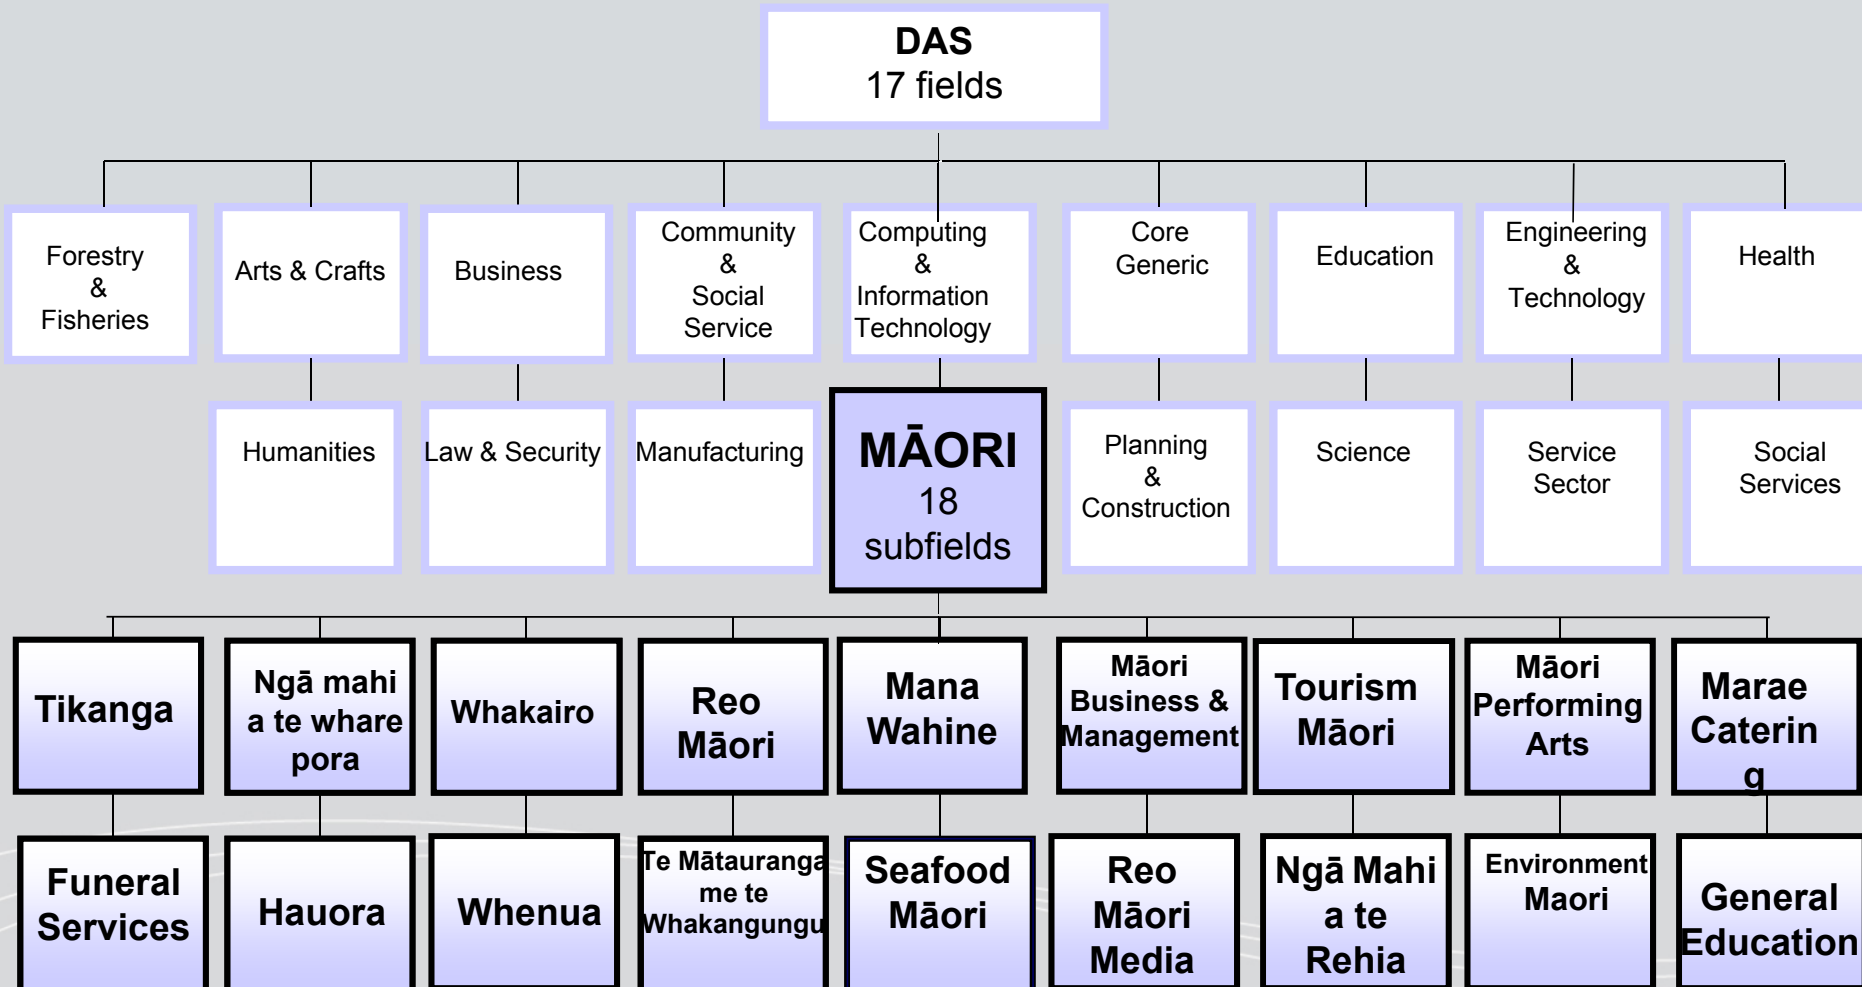 DAS
17 fields
Forestry
&
Fisheries
Arts & Crafts
Business
Community
&
Social
Service
Computing
&
Information
Technology
Core
Generic
Education
Engineering
&
Technology
Health
Humanities
Law & Security
Manufacturing
MĀORI
18
subfields
Planning
&
Construction
Science
Service
Sector
Social
Services
Tikanga
Ngā mahi
a te whare
pora
Whakairo
Reo
Māori
Mana
Wahine
Māori
Business &
Management
Tourism
Māori
Māori
Performing
Arts
Marae
Caterin
g
Funeral
Services
Hauora
Whenua
Te Mātauranga
me te
Whakangungu
Seafood
Māori
Reo
Māori
Media
Ngā Mahi
a te
Rehia
Environment
Maori
General
Education